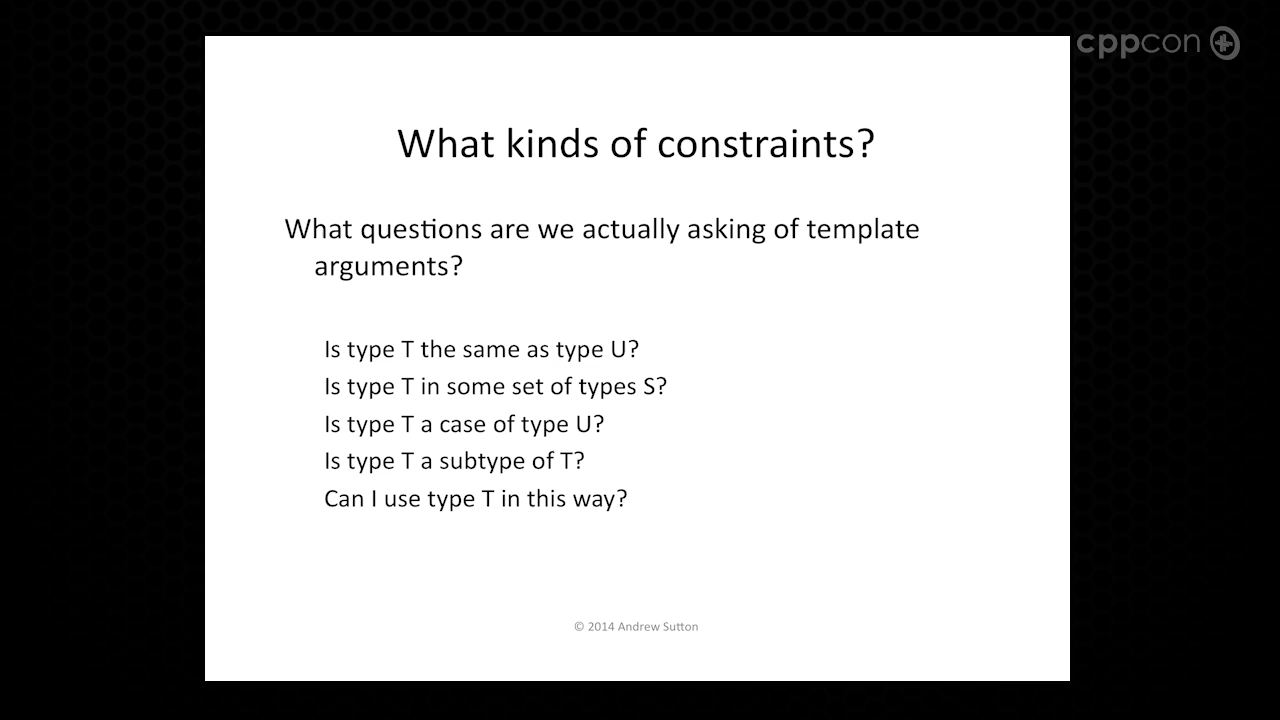 cppcon
What kinds of constraints?
What questions are we actually asking of template
arguments?
Is type T the same as type U?
Is type T in some set of types S?
Is type T a case of type U?
Is type T a subtype of T?
Can I use type T in this way?
© 2014 Andrew Sutton